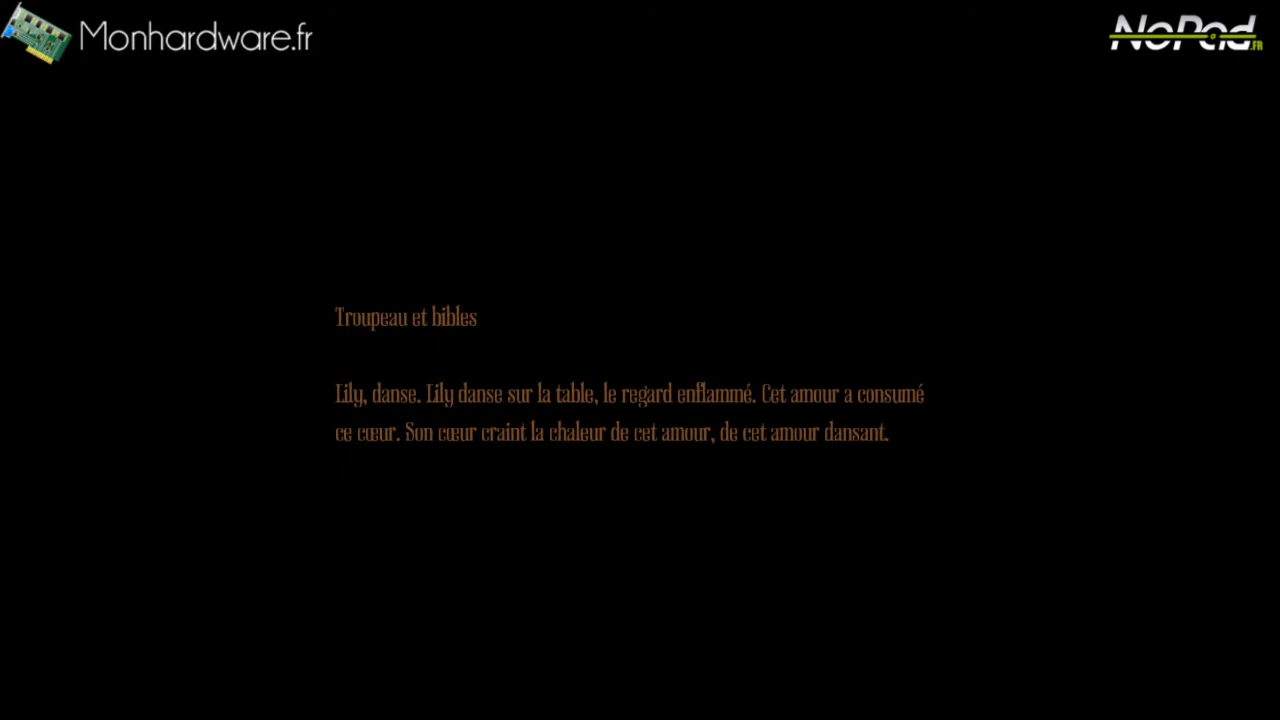 Monhardware.fr
NoPad.FR
Troupeau et bibles
Lily, danse. Lily danse sur la table, le regard enflammé. Cet amour a consumé
ce cœur. Son cœur craint la chaleur de cet amour, de cet amour dansant.